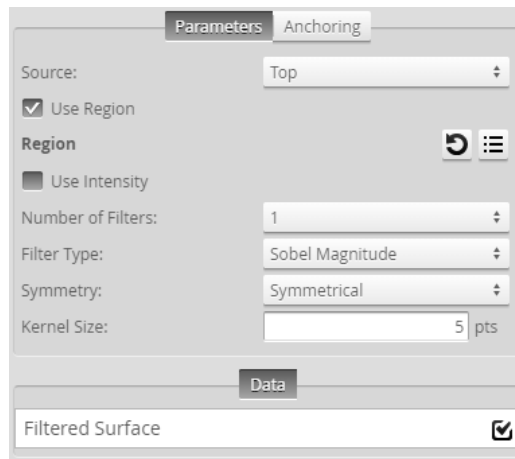 Parameters Anchoring
Source: Top
Use Region
Region
Use Intensity
Number of Filters: 1
Filter Type: Sobel Magnitude
Symmetry: Symmetrical
Kernel Size: 5 pts
Data
Filtered Surface